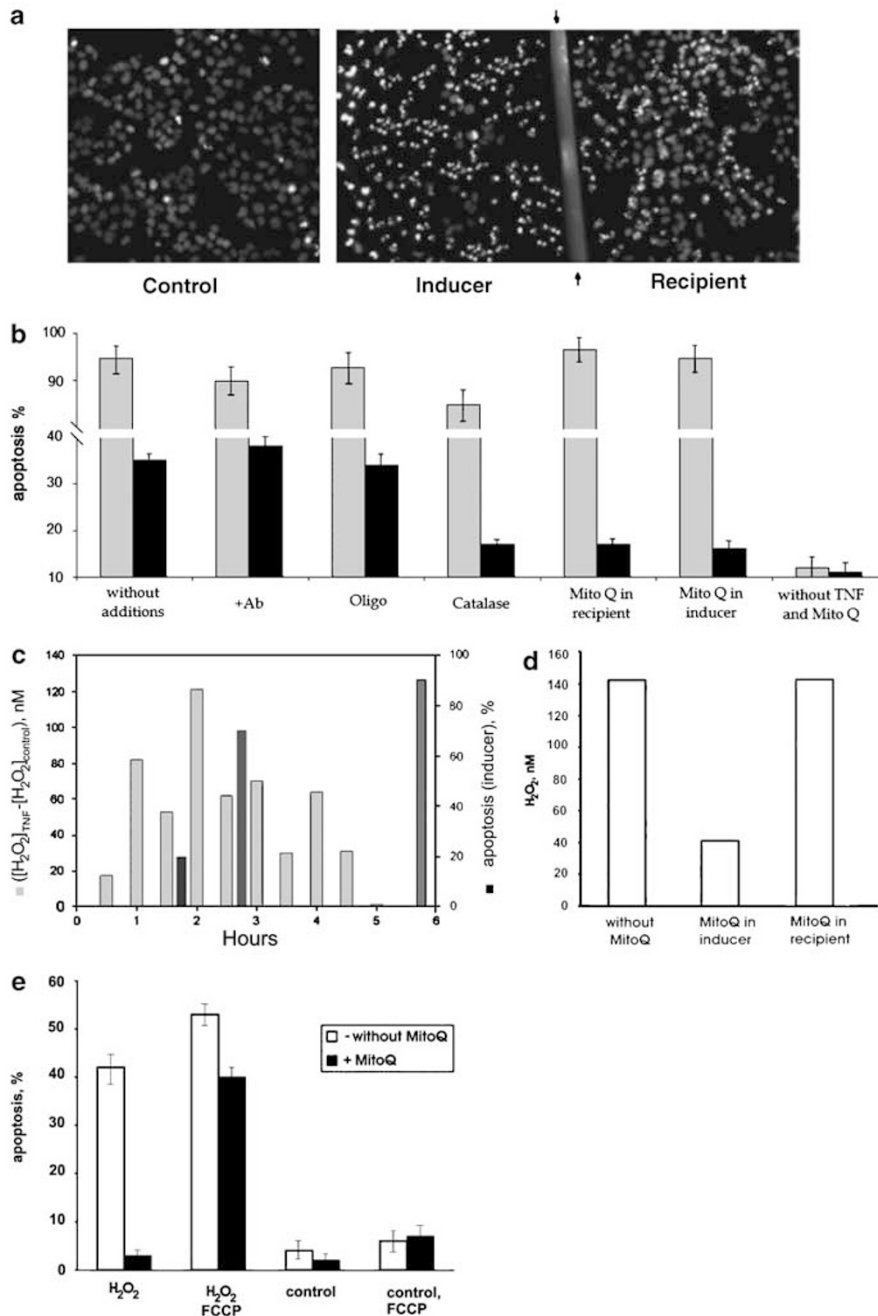 a
Control
Inducer
Recipient
b
apoptosis %
100
90
40
30
20
10
without additions
+Ab
Oligo
Catalase
Mito Q in recipient
Mito Q in inducer
without TNF and Mito Q
c
([H₂O₂]TNF-[H₂O₂]control), nM
140
120
100
80
60
40
20
0
0
1
2
3
4
5
6
Hours
100
80
60
40
20
0
apoptosis (inducer), %
d
H₂O₂, nM
160
140
120
100
80
60
40
20
0
without MitoQ
MitoQ in inducer
MitoQ in recipient
e
apoptosis, %
60
50
40
30
20
10
0
- without MitoQ
+ MitoQ
H₂O₂
H₂O₂ FCCP
control
control, FCCP